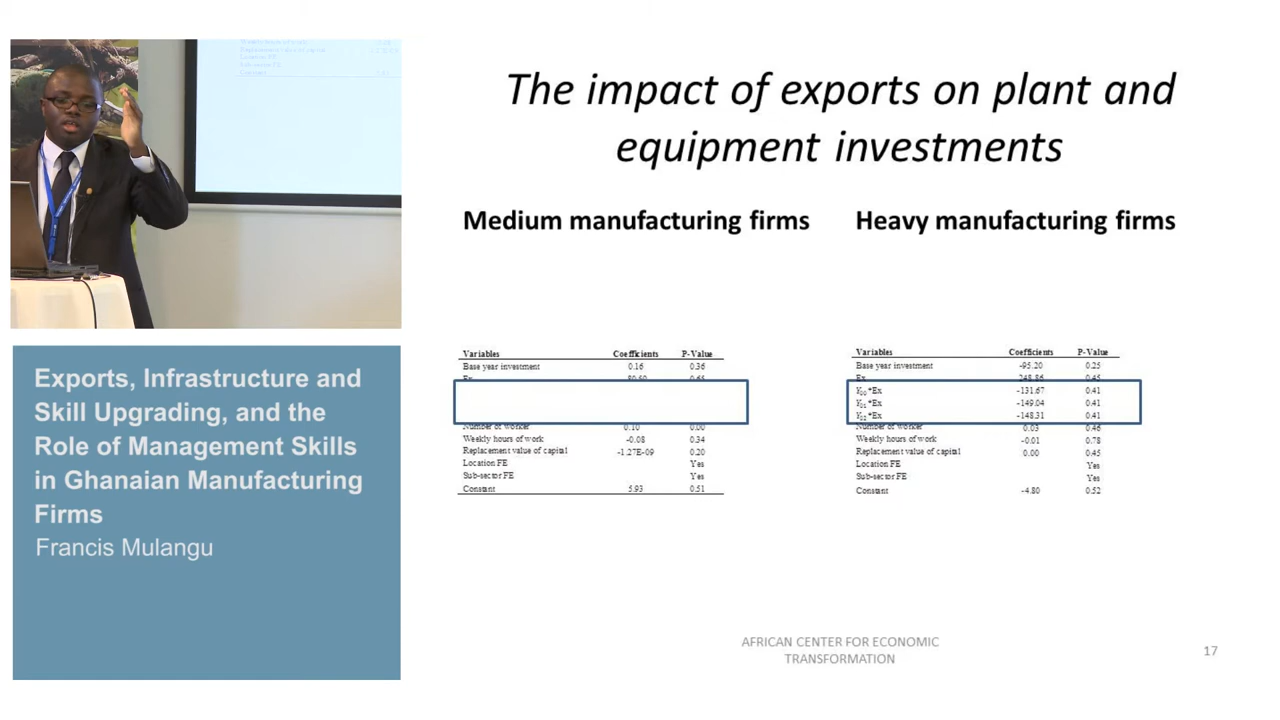 The impact of exports on plant and
equipment investments
Medium manufacturing firms
Heavy manufacturing firms
Variables Coefficients P-Value
Base year investment 0.16 0.36
Number of worker 0.10 0.00
Weekly hours of work -0.08 0.34
Replacement value of capital -1.27E-09 0.20
Location FE Yes
Sub-sector FE Yes
Constant 5.93 0.51
Variables Coefficients P-Value
Base year investment -95.20 0.25
Ex 248.86 0.45
*Ex -131.67 0.41
*Ex -149.04 0.41
*Ex -148.31 0.41
Number of worker 0.03 0.46
Weekly hours of work -0.01 0.78
Replacement value of capital 0.00 0.45
Location FE Yes
Sub-sector FE Yes
Constant -4.80 0.52
Exports, Infrastructure and
Skill Upgrading, and the
Role of Management Skills
in Ghanaian Manufacturing
Firms
Francis Mulangu
AFRICAN CENTER FOR ECONOMIC
TRANSFORMATION
17